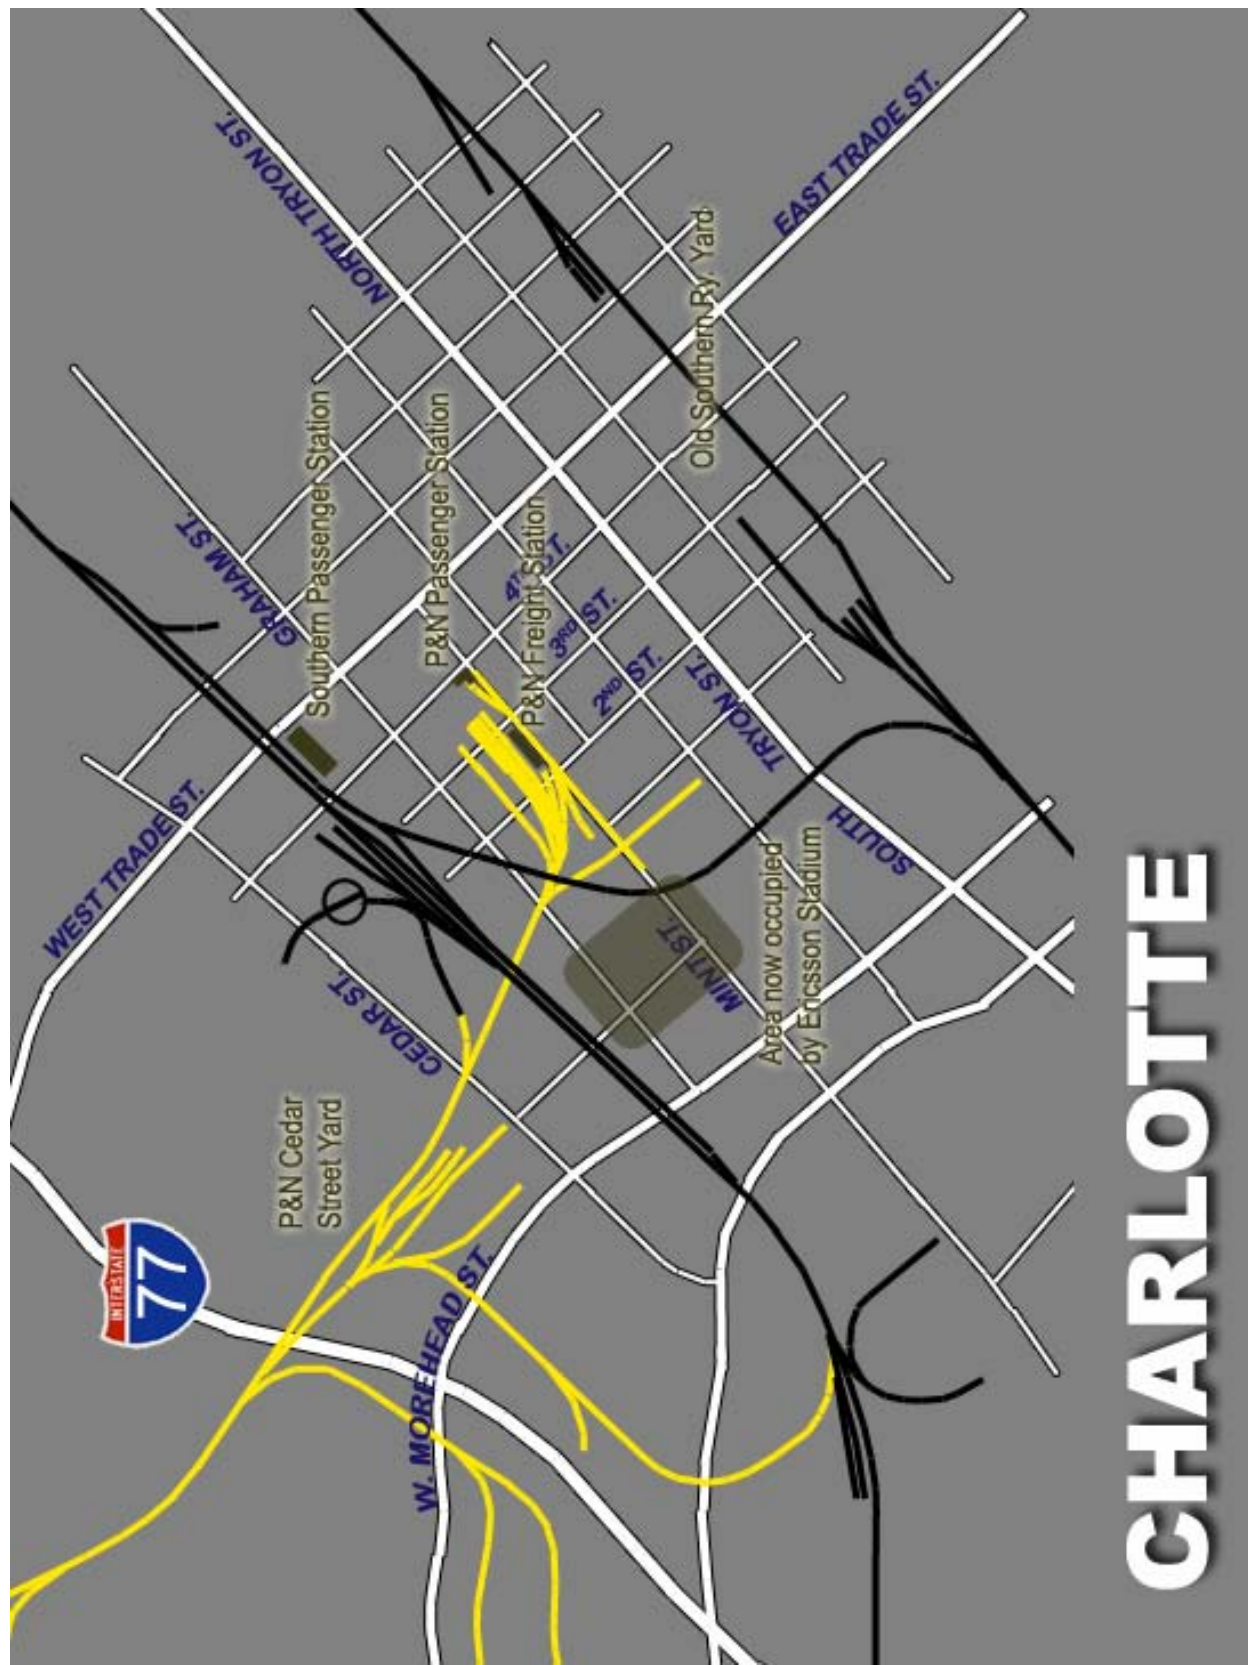 CHARLOTTE
NORTH TRYON ST.
EAST TRADE ST.
Old Southern Ry. Yard
GRAHAM ST.
Southern Passenger Station
P&N Passenger Station
P&N Freight Station
4TH ST.
3RD ST.
2ND ST.
WEST TRADE ST.
SOUTH TRYON ST.
CEDAR ST.
MINT ST.
Area now occupied
by Ericsson Stadium
P&N Cedar
Street Yard
INTERSTATE
77
W. MOREHEAD ST.